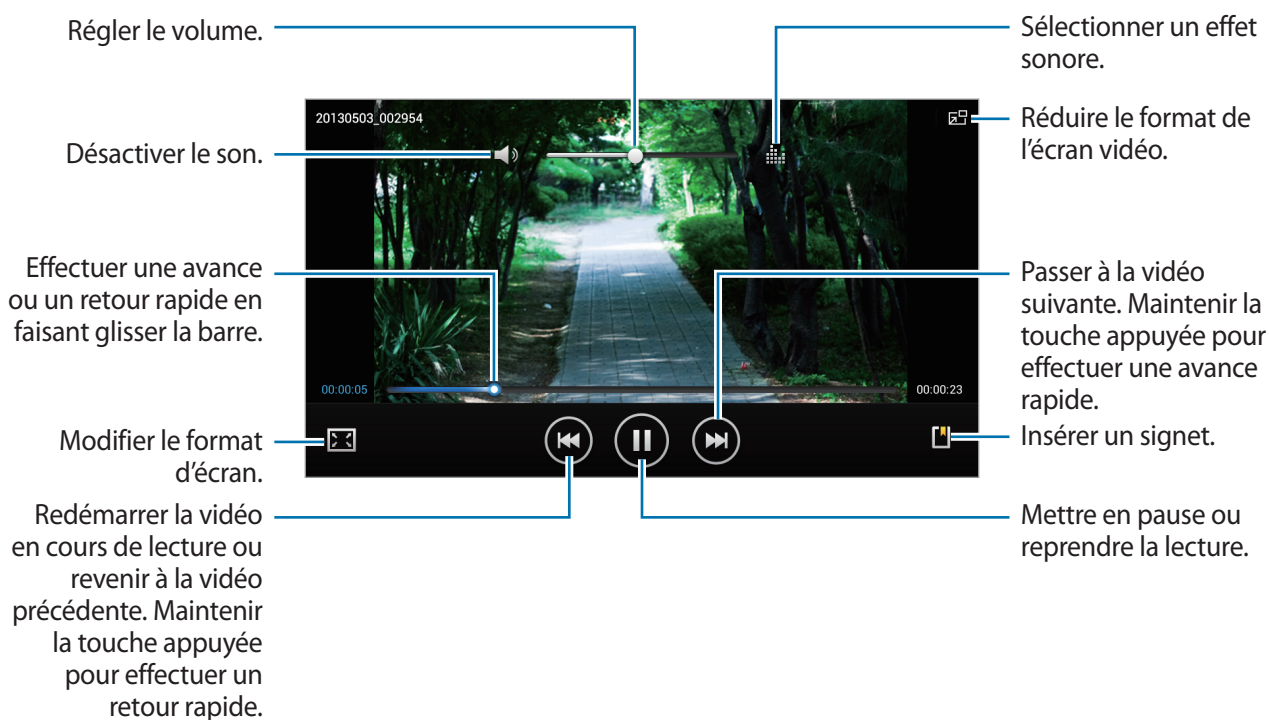 Régler le volume.
Sélectionner un effet
sonore.
20130503_002954
Réduire le format de
l'écran vidéo.
Désactiver le son.
Effectuer une avance
ou un retour rapide en
faisant glisser la barre.
Passer à la vidéo
suivante. Maintenir la
touche appuyée pour
effectuer une avance
rapide.
00:00:05
00:00:23
Modifier le format
d'écran.
Insérer un signet.
Redémarrer la vidéo
en cours de lecture ou
revenir à la vidéo
précédente. Maintenir
la touche appuyée
pour effectuer un
retour rapide.
Mettre en pause ou
reprendre la lecture.